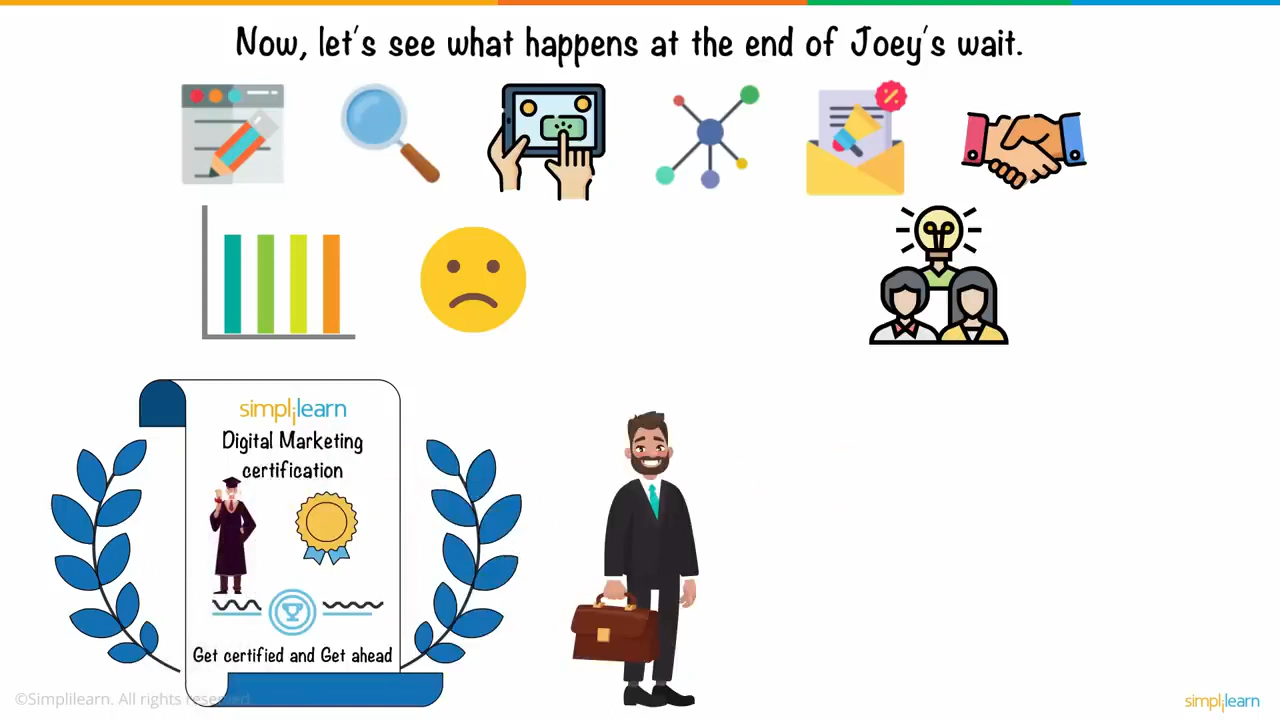 Now, let's see what happens at the end of Joey's wait.
simplilearn
Digital Marketing
certification
Get certified and Get ahead
©Simplilearn. All rights reserved.
simplilearn